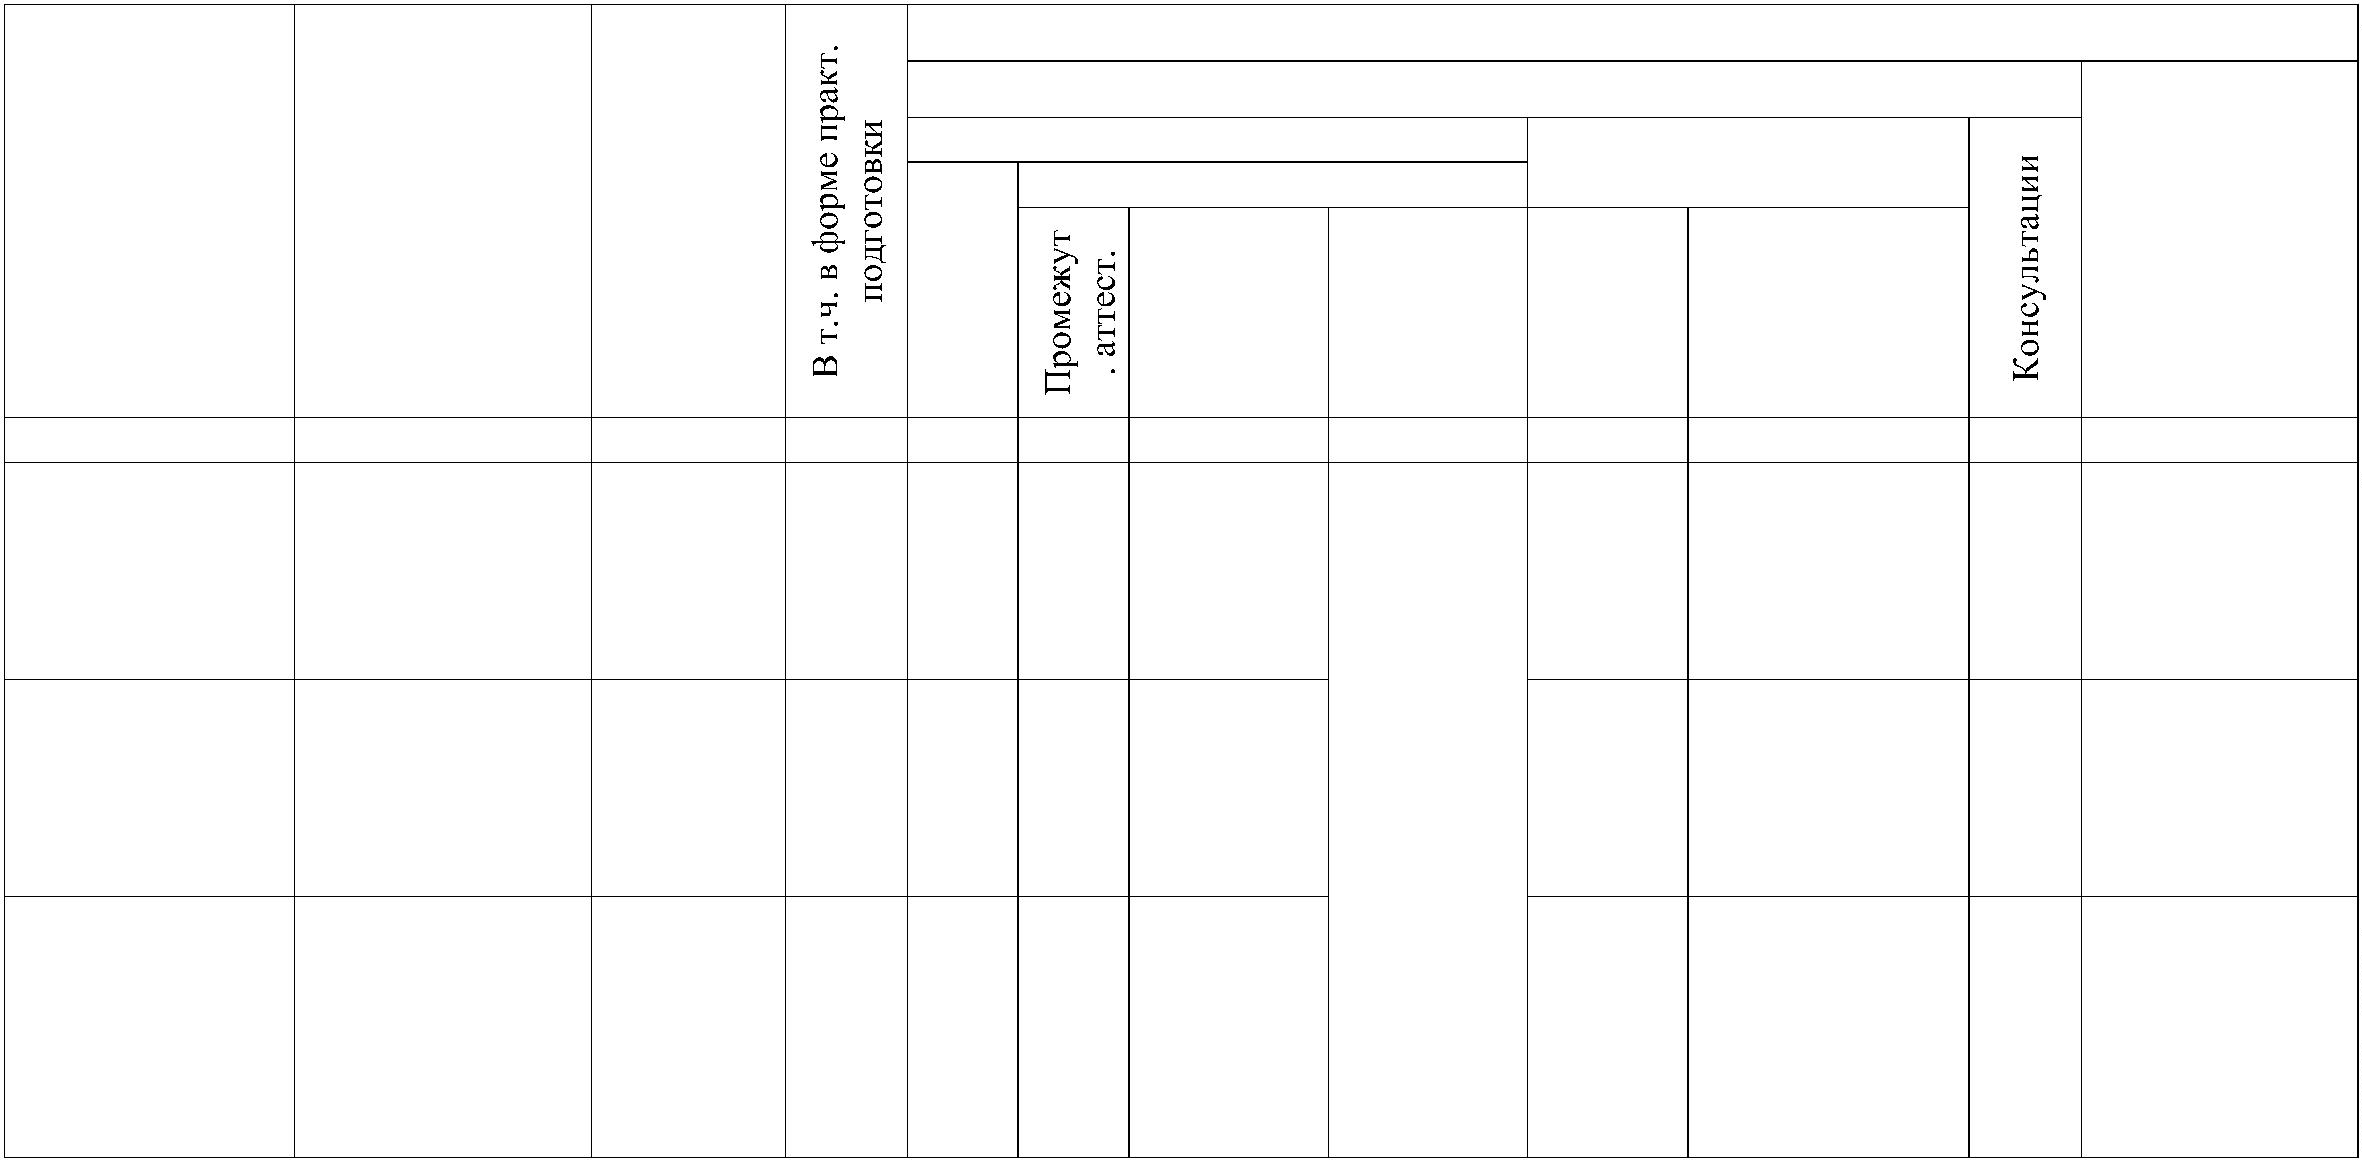 В т.ч. в форме практ.
подготовки
Промежут
. аттест.
Консультации